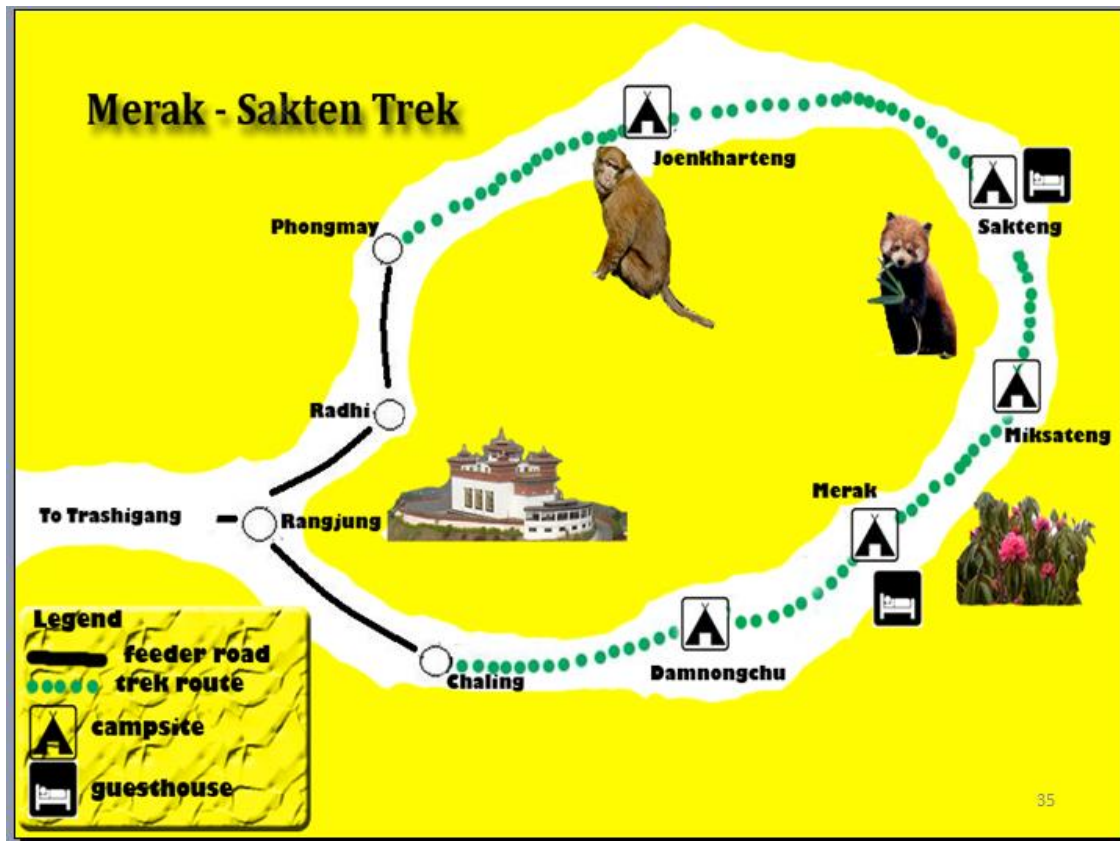 Merak - Sakten Trek
Joenkharteng
Phongmay
Sakteng
Radhi
Miksateng
Merak
To Trashigang
Rangjung
Chaling
Damnongchu
Legend
feeder road
trek route
campsite
guesthouse
35